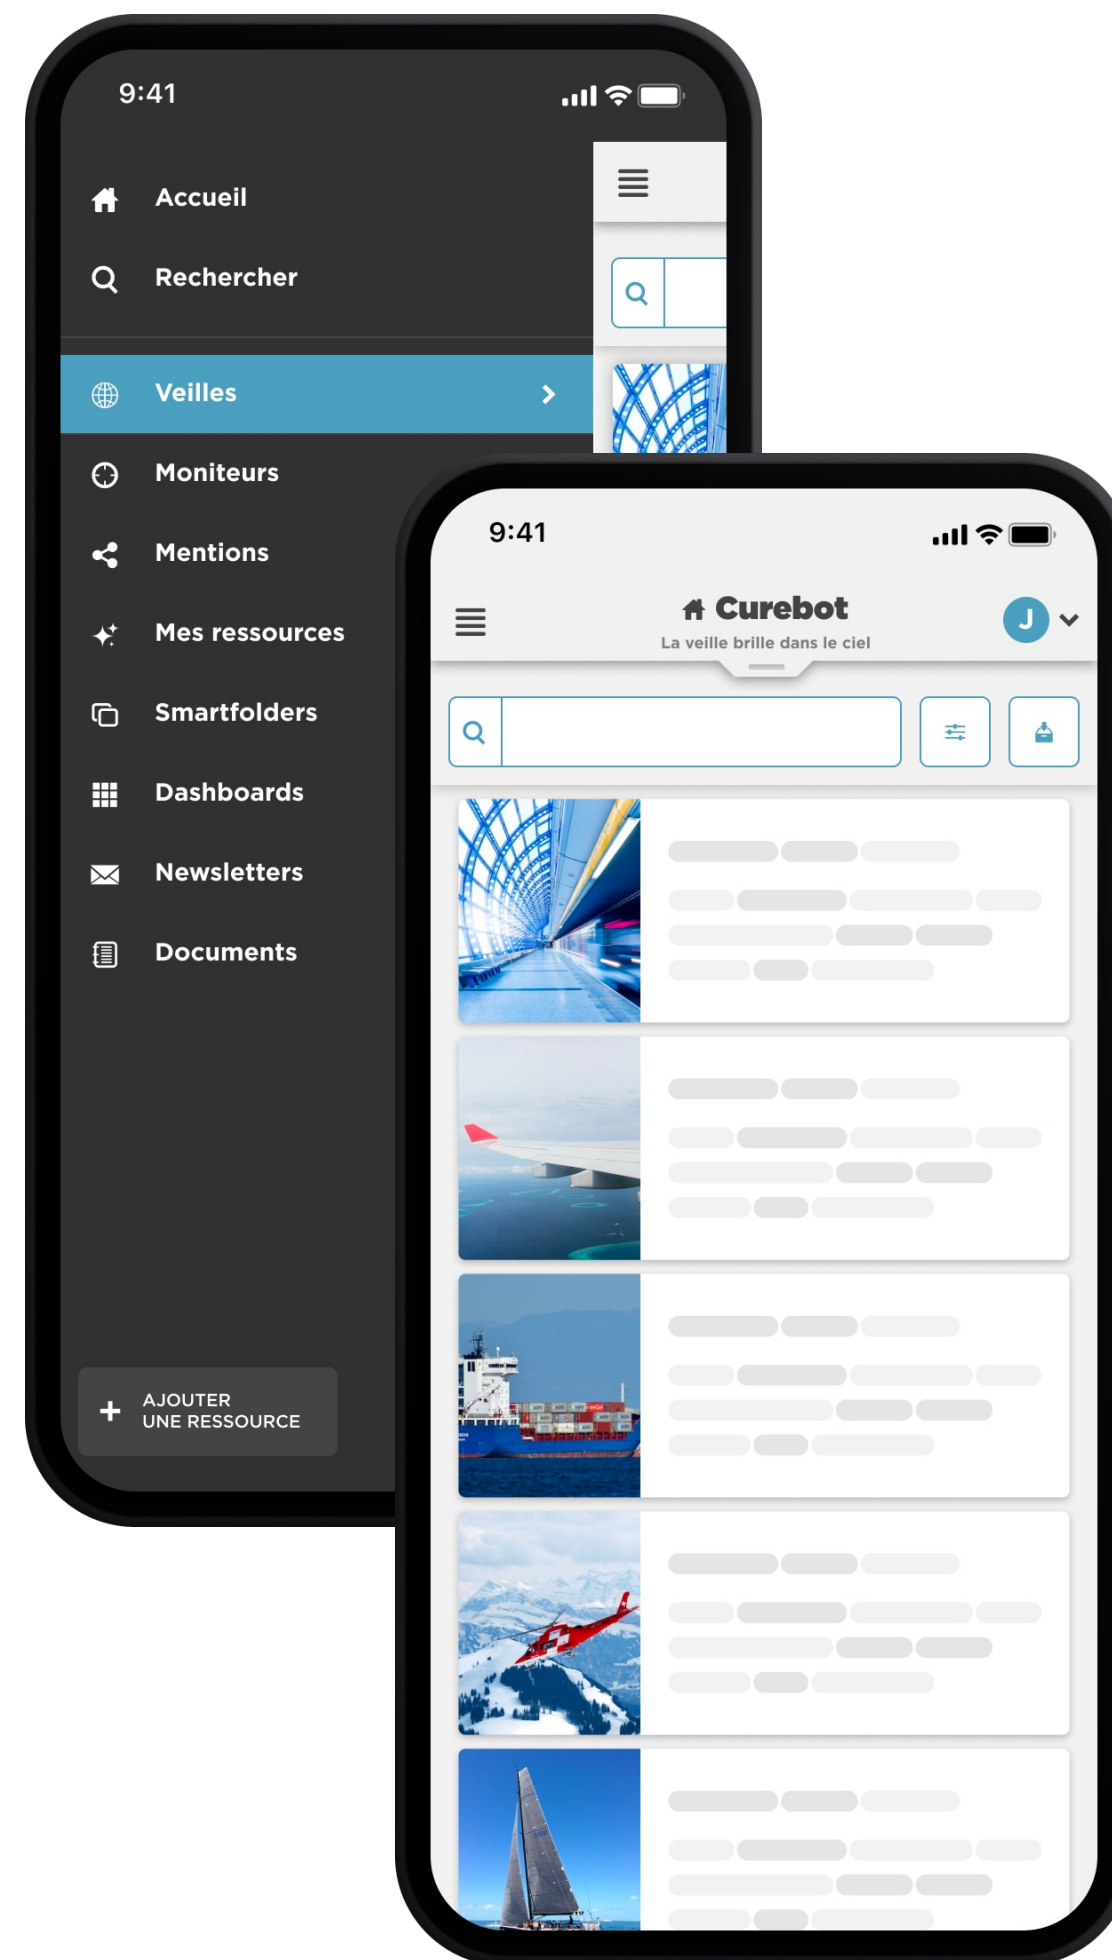 9:41
Accueil
Rechercher
Veilles
Moniteurs
Mentions
Mes ressources
Smartfolders
Dashboards
Newsletters
Documents
AJOUTER
UNE RESSOURCE
9:41
Curebot
La veille brille dans le ciel
J